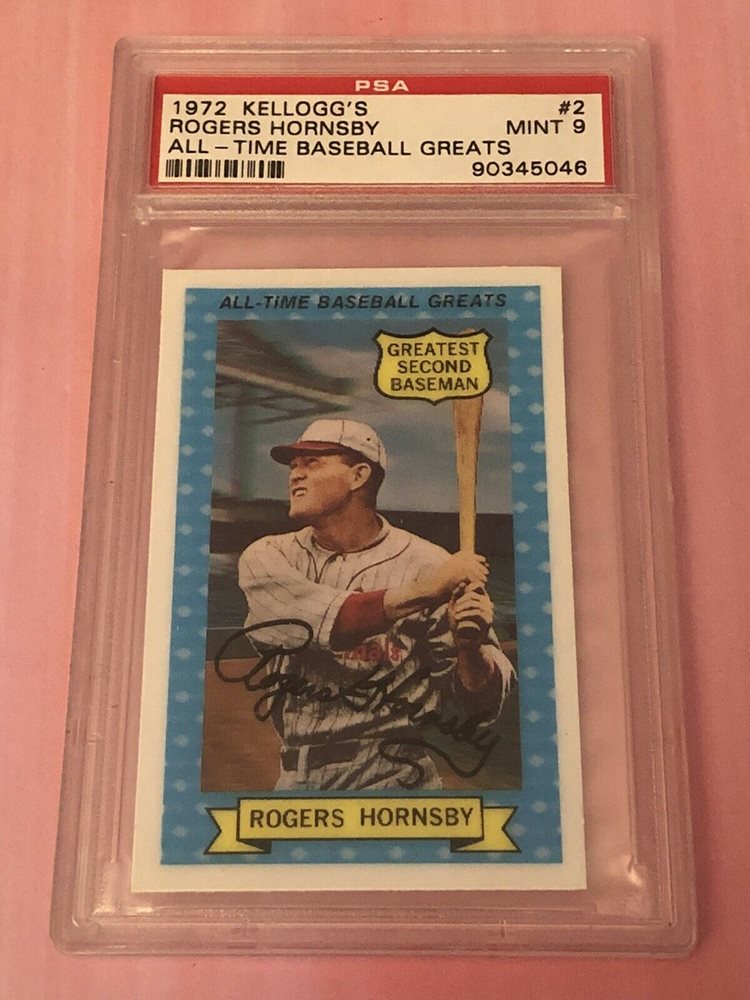 PSA
1972 KELLOGG'S #2
ROGERS HORNSBY MINT 9
ALL-TIME BASEBALL GREATS
90345046
ALL-TIME BASEBALL GREATS
GREATEST
SECOND
BASEMAN
Rogers Hornsby
ROGERS HORNSBY